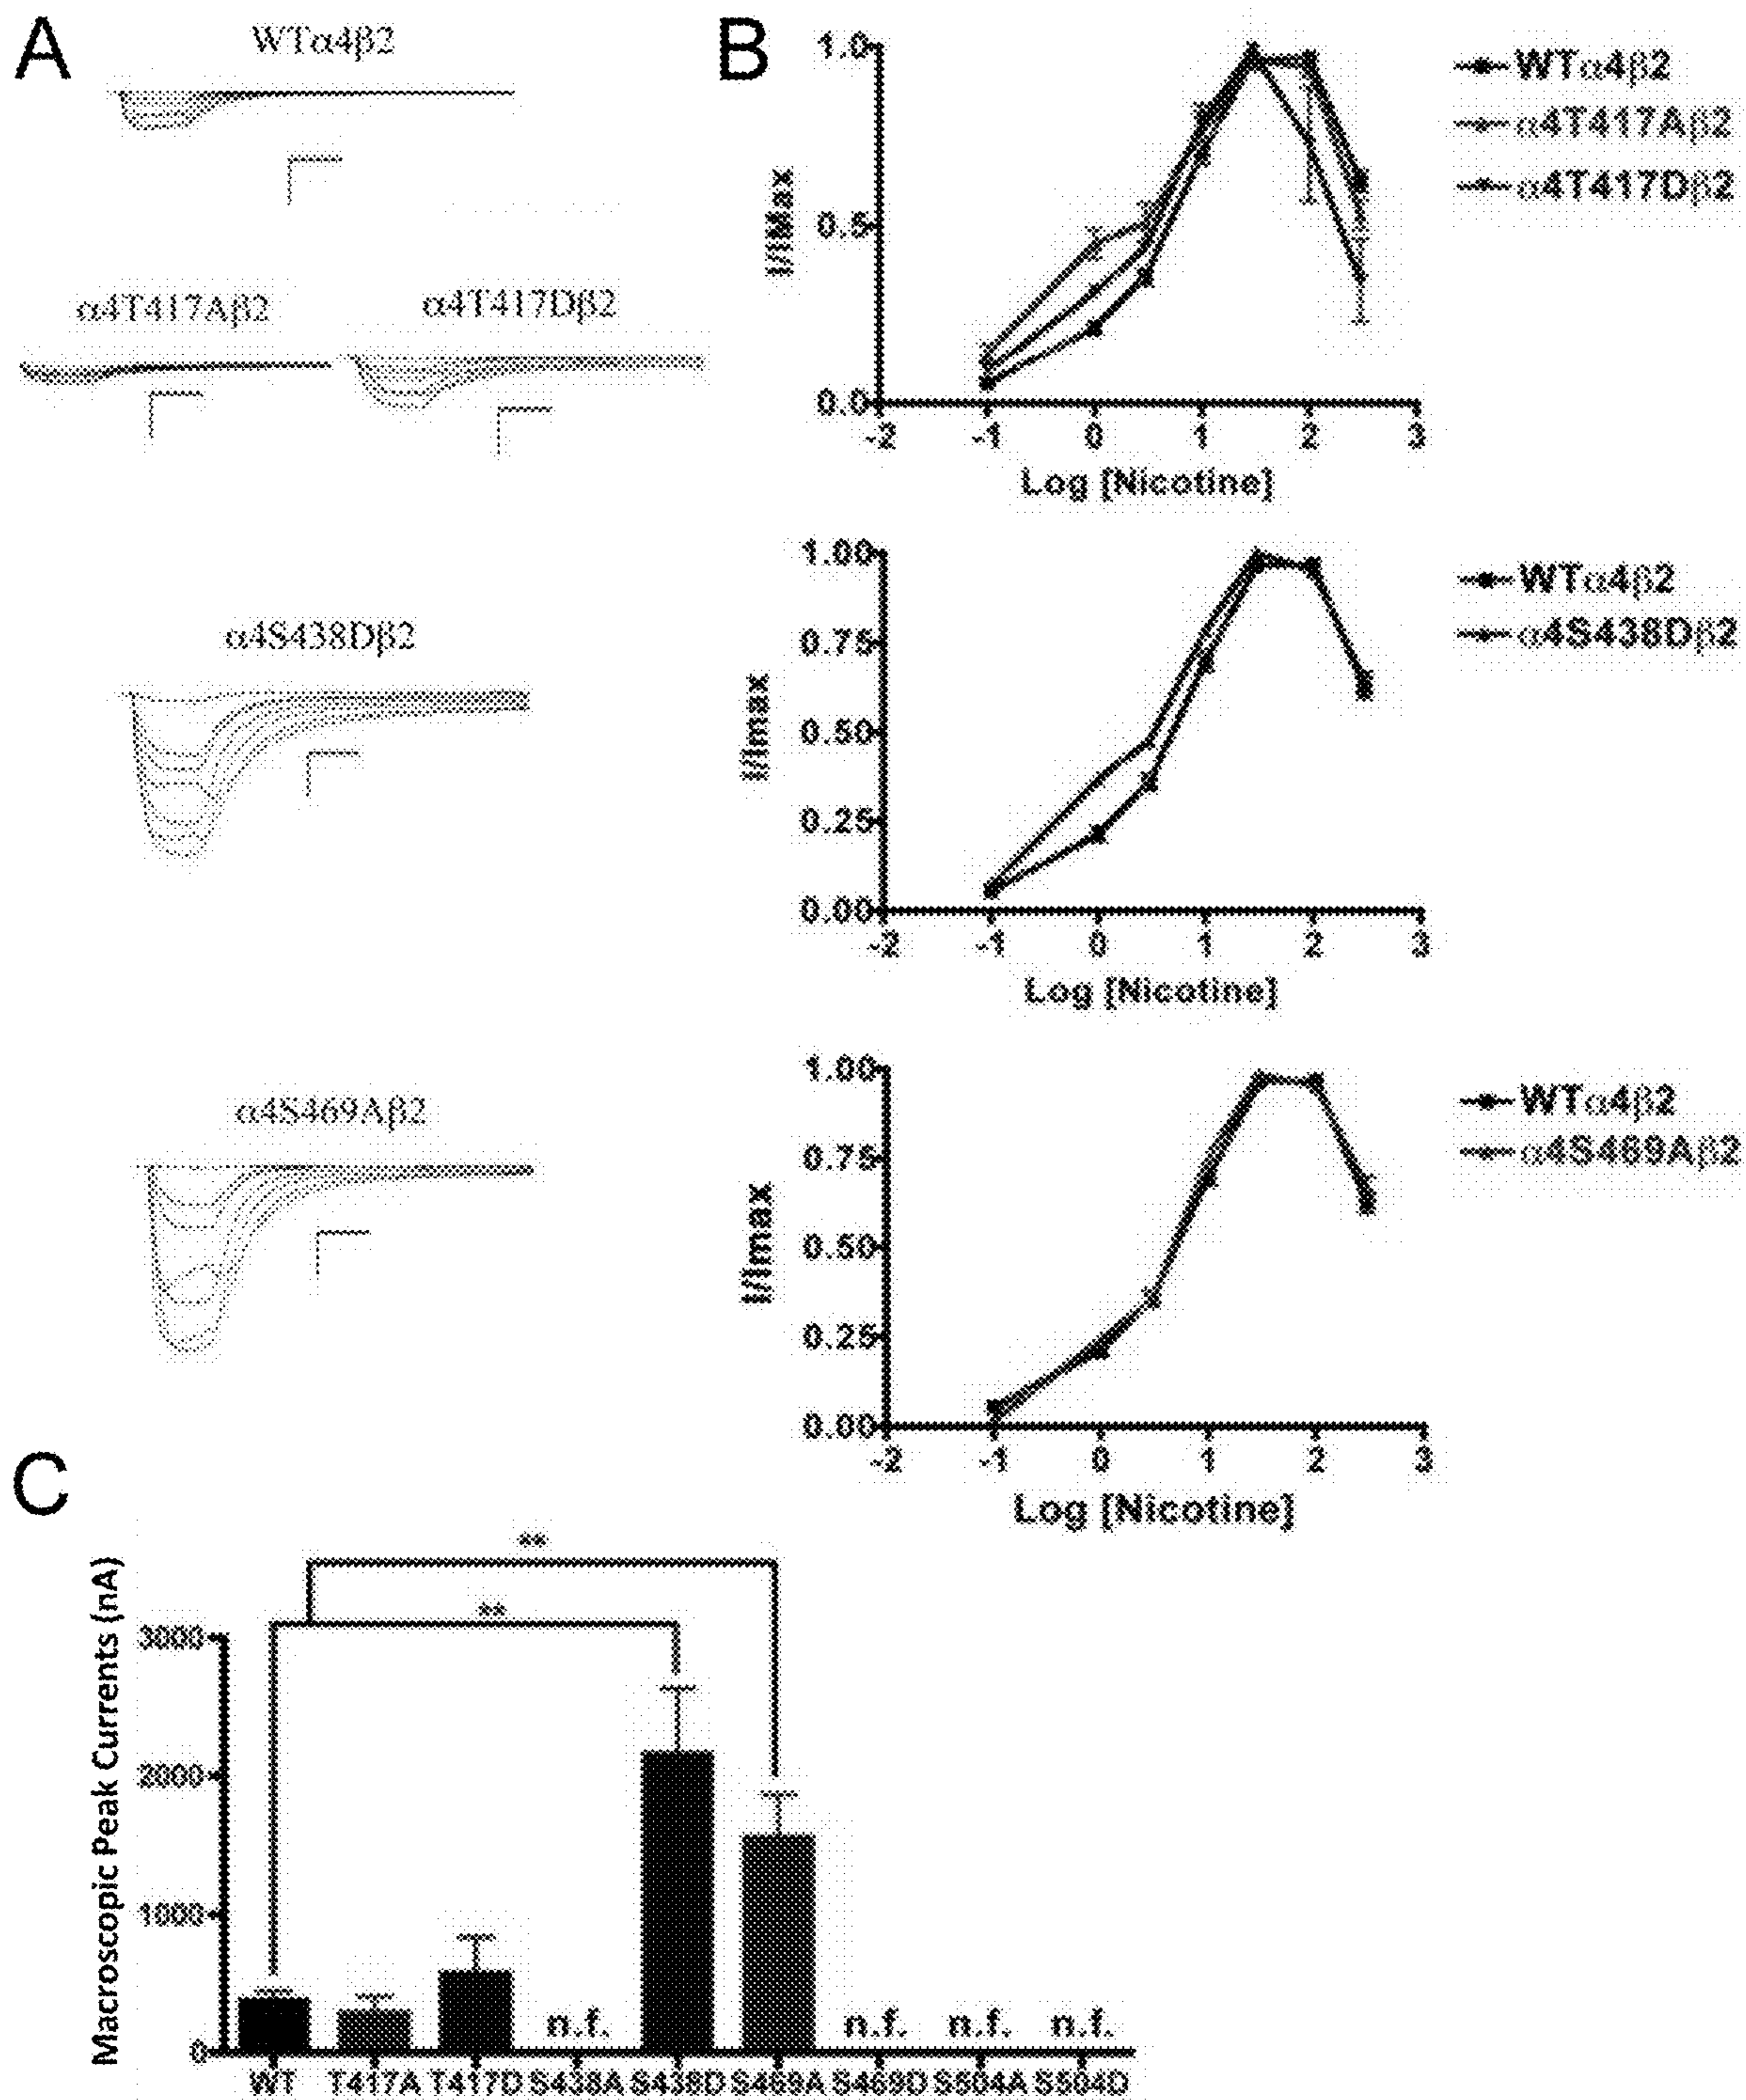 A
WTα4β2
α4T417Aβ2
α4T417Dβ2
α4S438Dβ2
α4S469Aβ2
B
1.0
0.5
0.0
I/IMax
-2 -1 0 1 2 3
Log [Nicotine]
WTα4β2
α4T417Aβ2
α4T417Dβ2
1.00
0.75
0.50
0.25
0.00
I/Imax
-2 -1 0 1 2 3
Log [Nicotine]
WTα4β2
α4S438Dβ2
1.00
0.75
0.50
0.25
0.00
I/Imax
-2 -1 0 1 2 3
Log [Nicotine]
WTα4β2
α4S469Aβ2
C
Macroscopic Peak Currents (nA)
3000
2000
1000
0
**
**
n.f. n.f. n.f. n.f.
WT T417A T417D S438A S438D S469A S469D S504A S504D